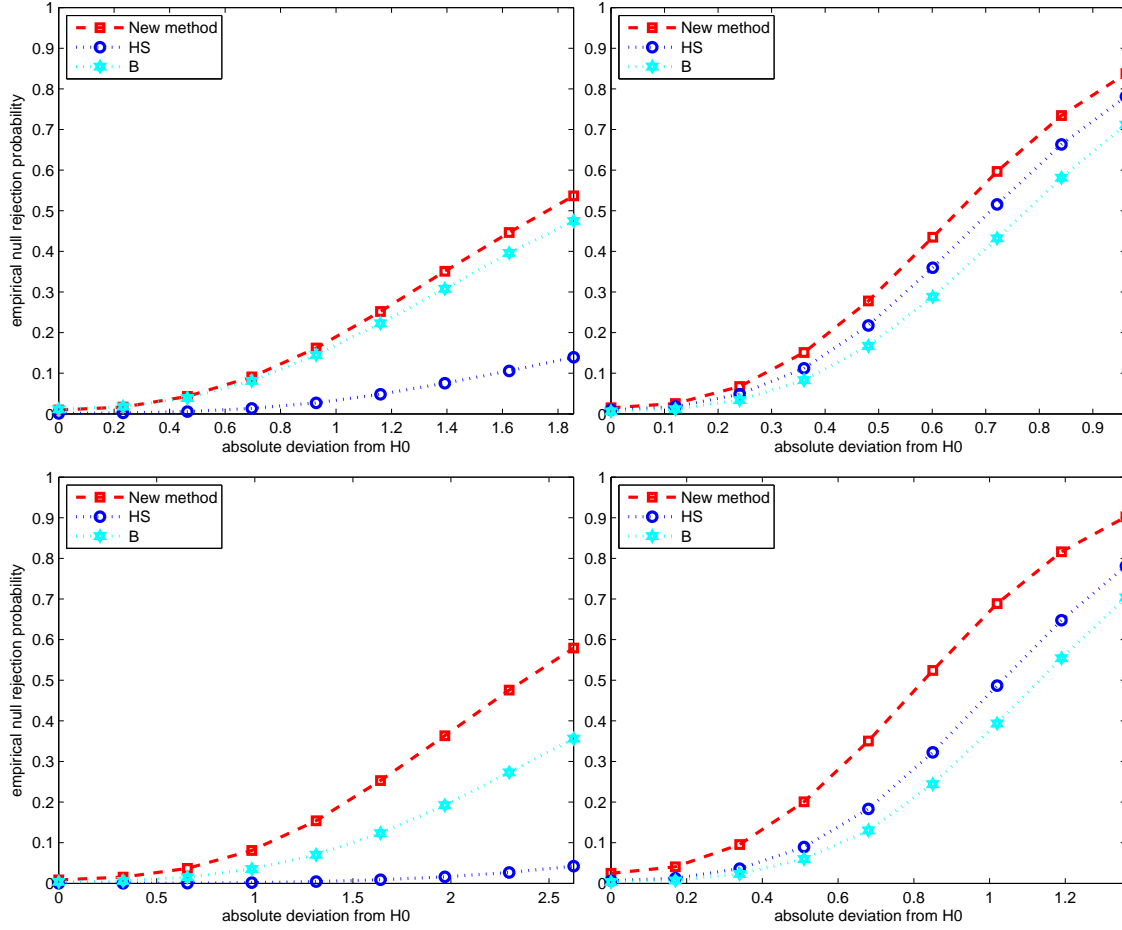 1
0.9
0.8
0.7
0.6
0.5
0.4
0.3
0.2
0.1
0
empirical null rejection probability
New method
HS
B
0 0.2 0.4 0.6 0.8 1 1.2 1.4 1.6 1.8
absolute deviation from H0
1
0.9
0.8
0.7
0.6
0.5
0.4
0.3
0.2
0.1
0
New method
HS
B
0 0.1 0.2 0.3 0.4 0.5 0.6 0.7 0.8 0.9
absolute deviation from H0
1
0.9
0.8
0.7
0.6
0.5
0.4
0.3
0.2
0.1
0
empirical null rejection probability
New method
HS
B
0 0.5 1 1.5 2 2.5
absolute deviation from H0
1
0.9
0.8
0.7
0.6
0.5
0.4
0.3
0.2
0.1
0
New method
HS
B
0 0.2 0.4 0.6 0.8 1 1.2
absolute deviation from H0